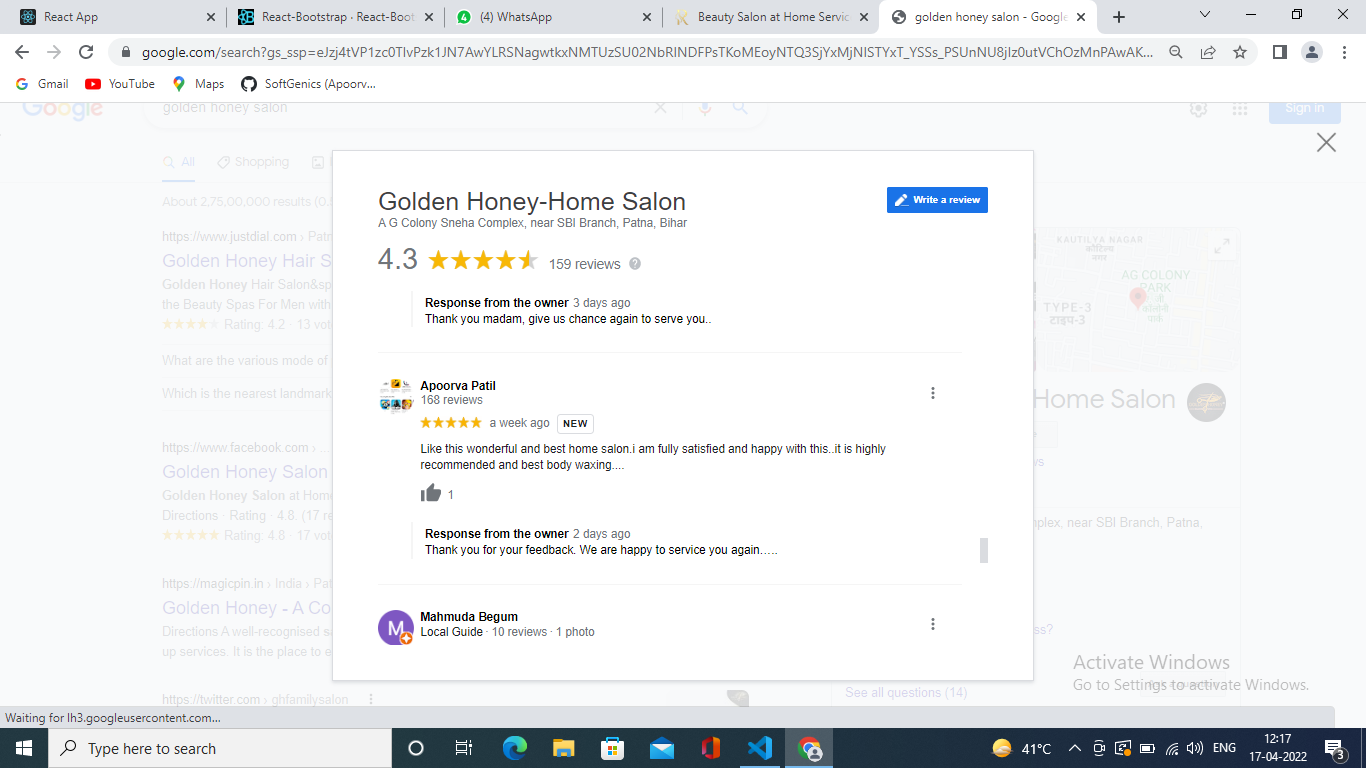 React App
React-Bootstrap · React-Boot
(4) WhatsApp
Beauty Salon at Home Servic
golden honey salon - Google
Gmail
YouTube
Maps
SoftGenics (Apoorv...
Google
golden honey salon
Sign in
All
Shopping
About 2,75,00,000 results (0.
https://www.justdial.com › Patn
Golden Honey Hair S
Golden Honey Hair Salon&sp
the Beauty Spas For Men with
Rating: 4.2 · 13 vot
What are the various mode of
Which is the nearest landmark
https://www.facebook.com › ...
Golden Honey Salon
Golden Honey Salon at Home
Directions · Rating · 4.8. (17 re
Rating: 4.8 · 17 vot
https://magicpin.in › India › Pat
Golden Honey - A Co
Directions A well-recognised sa
up services. It is the place to e
https://twitter.com › ghfamilysalon
Golden Honey-Home Salon
A G Colony Sneha Complex, near SBI Branch, Patna, Bihar
Write a review
4.3
159 reviews
Response from the owner 3 days ago
Thank you madam, give us chance again to serve you..
Apoorva Patil
168 reviews
a week ago
NEW
Like this wonderful and best home salon.i am fully satisfied and happy with this..it is highly
recommended and best body waxing....
1
Response from the owner 2 days ago
Thank you for your feedback. We are happy to service you again…..
M
Mahmuda Begum
Local Guide · 10 reviews · 1 photo
KAUTILYA NAGAR
कौटिल्य
नगर
AG COLONY
PARK
TYPE-3
टाइप-3
Home Salon
mplex, near SBI Branch, Patna,
See all questions (14)
Activate Windows
Go to Settings to activate Windows.
Waiting for lh3.googleusercontent.com...
Type here to search
41°C
ENG
12:17
17-04-2022
3